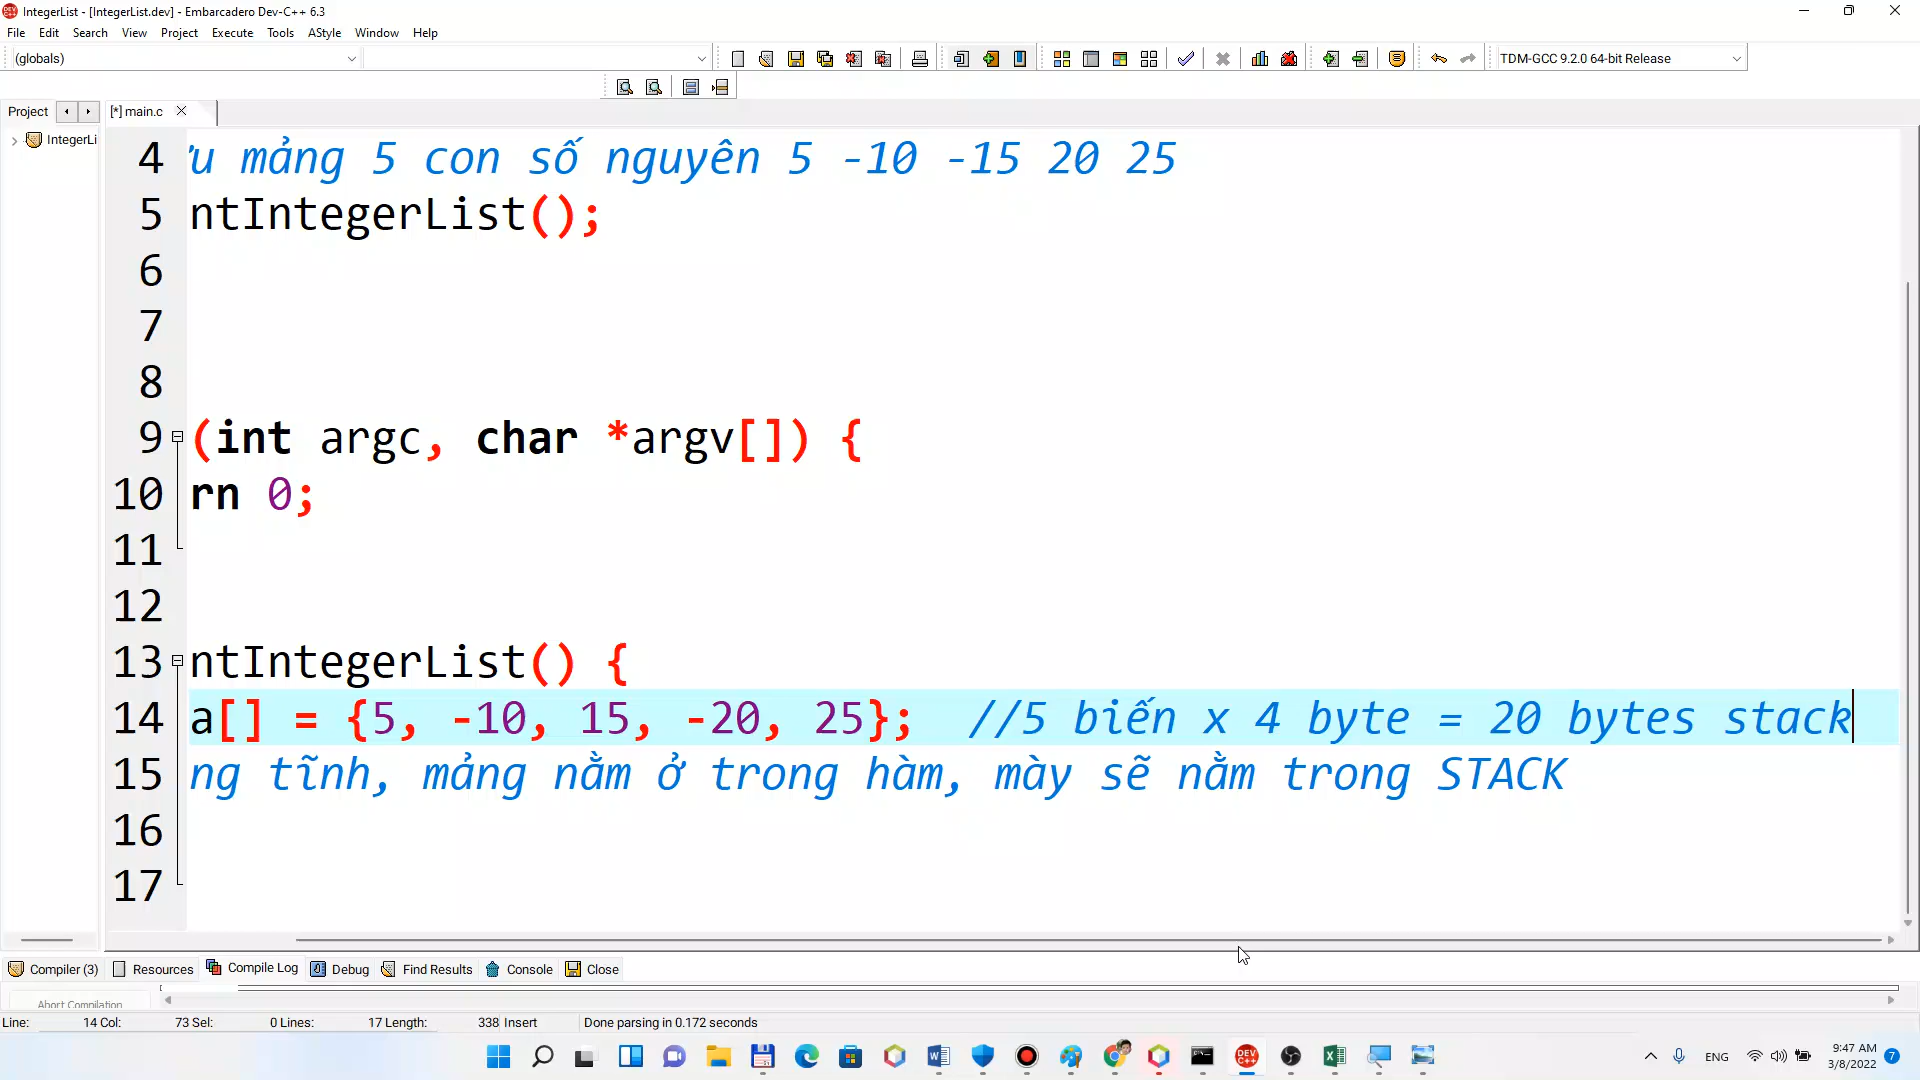 IntegerList - [IntegerList.dev] - Embarcadero Dev-C++ 6.3
File Edit Search View Project Execute Tools AStyle Window Help
(globals)
TDM-GCC 9.2.0 64-bit Release
Project
[*] main.c
IntegerLi
4 ưu mảng 5 con số nguyên 5 -10 -15 20 25
5 ntIntegerList();
6
7
8
9 (int argc, char *argv[]) {
10 rn 0;
11
12
13 ntIntegerList() {
14 a[] = {5, -10, 15, -20, 25}; //5 biến x 4 byte = 20 bytes stack
15 ng tĩnh, mảng nằm ở trong hàm, mày sẽ nằm trong STACK
16
17
Compiler (3) Resources Compile Log Debug Find Results Console Close
Abort Compilation
Line: 14 Col: 73 Sel: 0 Lines: 17 Length: 338 Insert Done parsing in 0.172 seconds
DEV C++
ENG
9:47 AM
3/8/2022
7